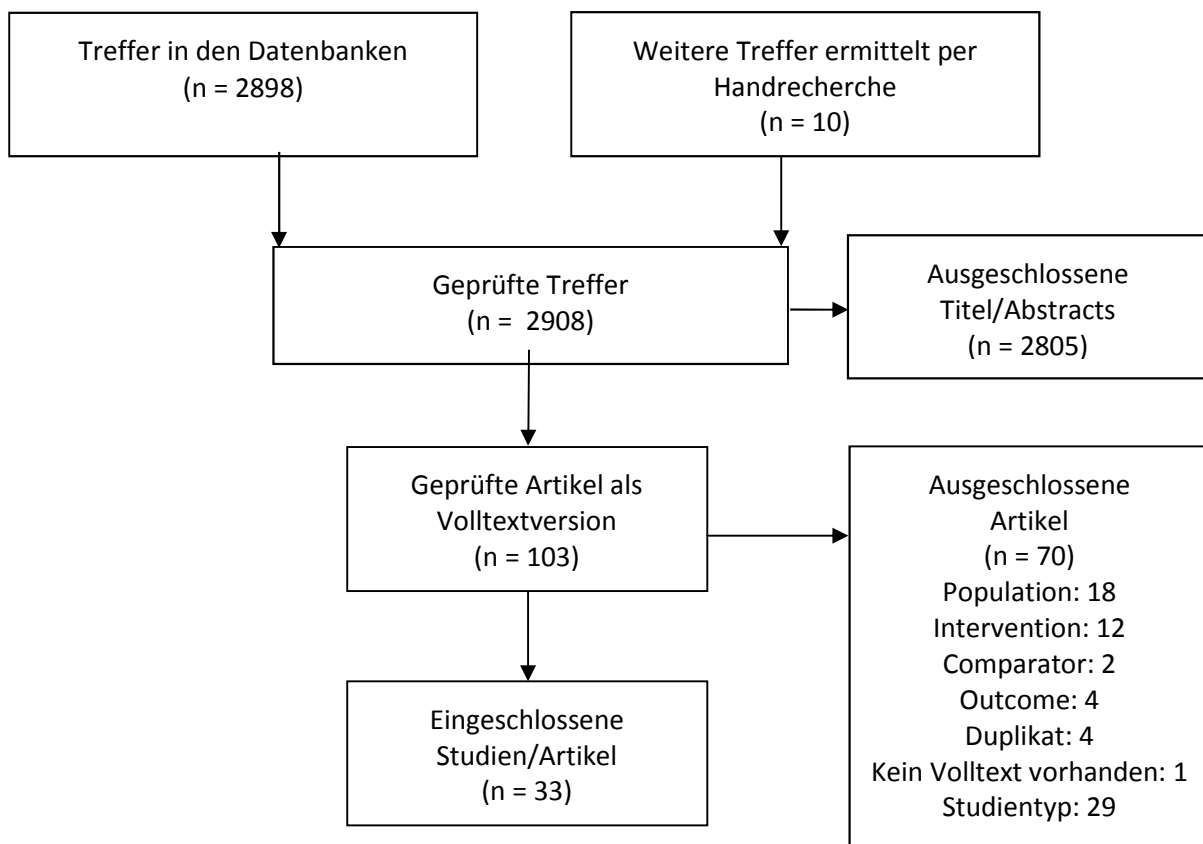 Treffer in den Datenbanken
(n = 2898)
Weitere Treffer ermittelt per
Handrecherche
(n = 10)
Geprüfte Treffer
(n = 2908)
Ausgeschlossene
Titel/Abstracts
(n = 2805)
Geprüfte Artikel als
Volltextversion
(n = 103)
Ausgeschlossene
Artikel
(n = 70)
Population: 18
Intervention: 12
Comparator: 2
Outcome: 4
Duplikat: 4
Kein Volltext vorhanden: 1
Studientyp: 29
Eingeschlossene
Studien/Artikel
(n = 33)